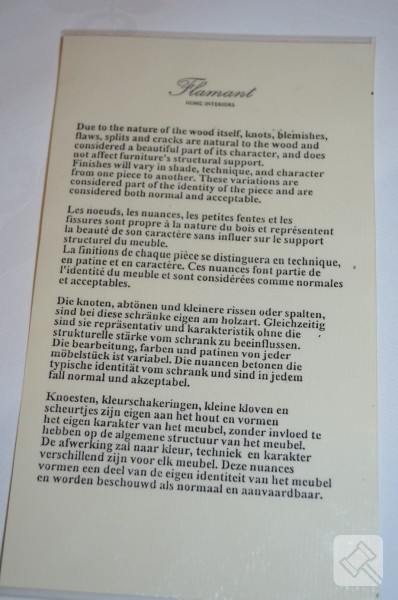 Flamant
HOME INTERIORS
Due to the nature of the wood itself, knots, blemishes,
flaws, splits and cracks are natural to the wood and
considered a beautiful part of its character, and does
not affect furniture's structural support.
Finishes will vary in shade, technique, and character
from one piece to another. These variations are
considered part of the identity of the piece and are
considered both normal and acceptable.
Les noeuds, les nuances, les petites fentes et les
fissures sont propre à la nature du bois et représentent
la beauté de son caractère sans influer sur le support
structurel du meuble.
La finitions de chaque pièce se distinguera en technique,
en patine et en caractère. Ces nuances font partie de
l'identité du meuble et sont considérées comme normales
et acceptables.
Die knoten, abtönen und kleinere rissen oder spalten,
sind bei diese schränke eigen am holzart. Gleichzeitig
sind sie repräsentativ und karakteristik ohne die
strukturelle stärke vom schrank zu beeinflussen.
Die bearbeitung, farben und patinen von jeder
möbelstück ist variabel. Die nuancen betonen die
typische identität vom schrank und sind in jedem
fall normal und akzeptabel.
Knoesten, kleurschakeringen, kleine kloven en
scheurtjes zijn eigen aan het hout en vormen
het eigen karakter van het meubel, zonder invloed te
hebben op de algemene structuur van het meubel.
De afwerking zal naar kleur, techniek en karakter
verschillend zijn voor elk meubel. Deze nuances
vormen een deel van de eigen identiteit van het meubel
en worden beschouwd als normaal en aanvaardbaar.